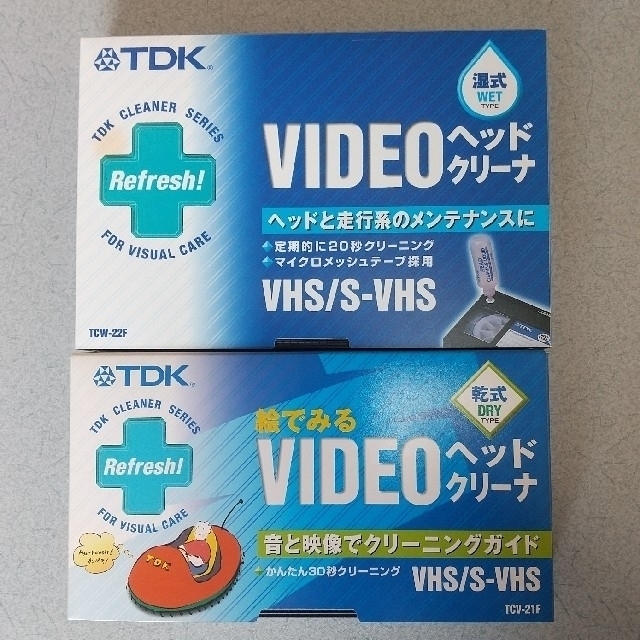 TDK
湿式
WET
TYPE
TDK CLEANER SERIES
Refresh!
FOR VISUAL CARE
VIDEO ヘッド
クリーナ
ヘッドと走行系のメンテナンスに
定期的に20秒クリーニング
マイクロメッシュテープ採用
VHS/S-VHS
TCW-22F
TDK
乾式
DRY
TYPE
TDK CLEANER SERIES
Refresh!
FOR VISUAL CARE
絵でみる
VIDEO ヘッド
クリーナ
音と映像でクリーニングガイド
かんたん30秒クリーニング
VHS/S-VHS
TDK
TCV-21F